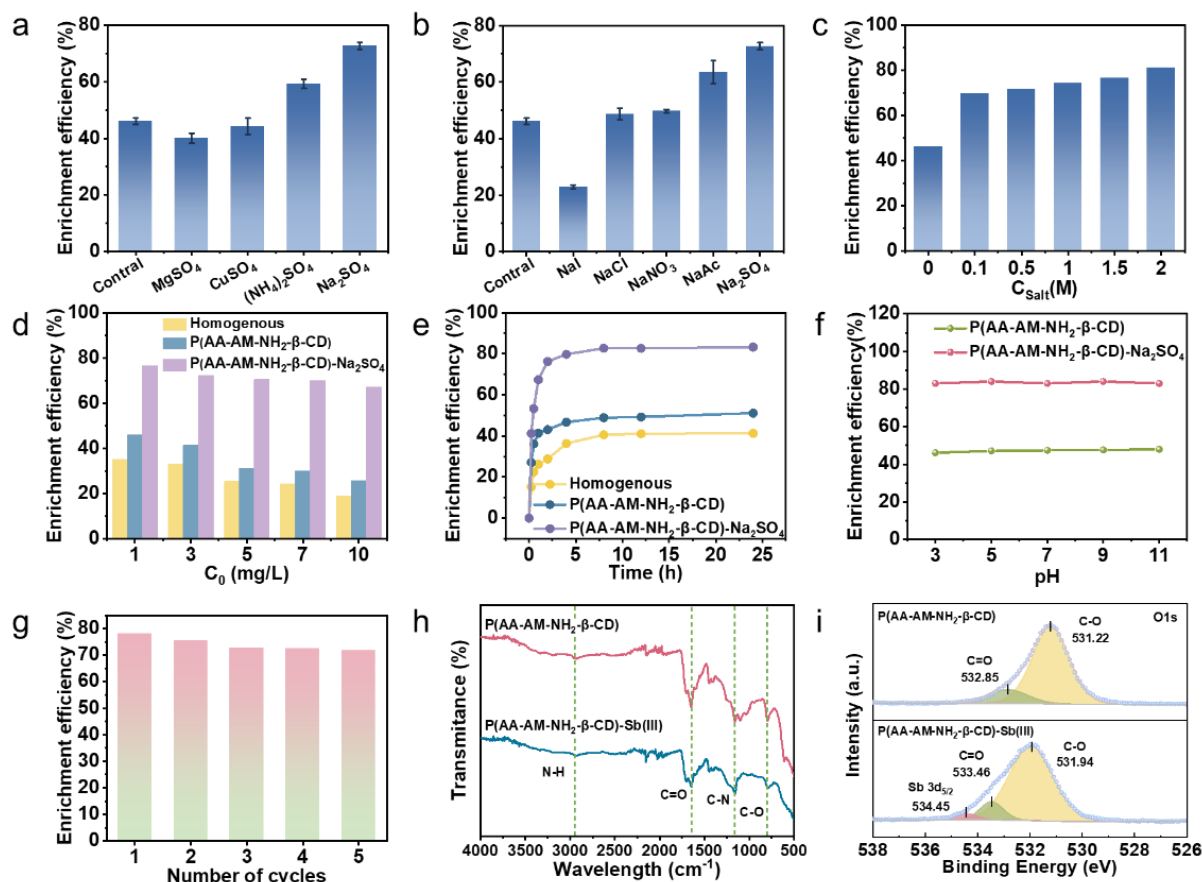 a
Enrichment efficiency (%)
80
60
40
20
0
Contral
MgSO₄
CuSO₄
(NH₄)₂SO₄
Na₂SO₄
b
Enrichment efficiency (%)
80
60
40
20
0
Contral
NaI
NaCl
NaNO₃
NaAc
Na₂SO₄
c
Enrichment efficiency (%)
100
80
60
40
20
0
0 0.1 0.5 1 1.5 2
C_Salt(M)
d
Enrichment efficiency (%)
100
80
60
40
20
0
Homogenous
P(AA-AM-NH₂-β-CD)
P(AA-AM-NH₂-β-CD)-Na₂SO₄
1 3 5 7 10
C₀ (mg/L)
e
Enrichment efficiency (%)
100
80
60
40
20
0
Homogenous
P(AA-AM-NH₂-β-CD)
P(AA-AM-NH₂-β-CD)-Na₂SO₄
0 5 10 15 20 25
Time (h)
f
Enrichment efficiency(%)
120
100
80
60
40
20
0
P(AA-AM-NH₂-β-CD)
P(AA-AM-NH₂-β-CD)-Na₂SO₄
3 5 7 9 11
pH
g
Enrichment efficiency (%)
80
70
60
50
40
30
20
10
0
1 2 3 4 5
Number of cycles
h
Transmitance (%)
P(AA-AM-NH₂-β-CD)
P(AA-AM-NH₂-β-CD)-Sb(III)
N-H
C=O
C-N
C-O
4000 3500 3000 2500 2000 1500 1000 500
Wavelength (cm⁻¹)
i
Intensity (a.u.)
P(AA-AM-NH₂-β-CD)
O1s
C-O
531.22
C=O
532.85
P(AA-AM-NH₂-β-CD)-Sb(III)
C-O
531.94
C=O
533.46
Sb 3d₅/₂
534.45
538 536 534 532 530 528 526
Binding Energy (eV)